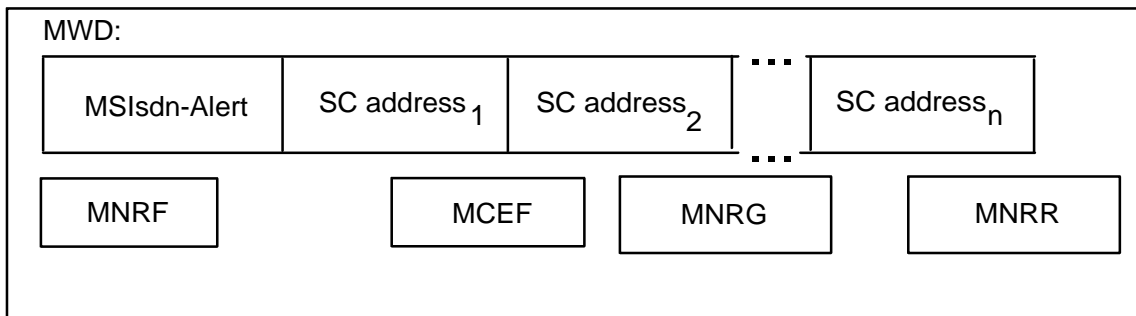 MWD:
MSIsdn-Alert SC address1 SC address2 ... SC addressn
...
MNRF MCEF MNRG MNRR